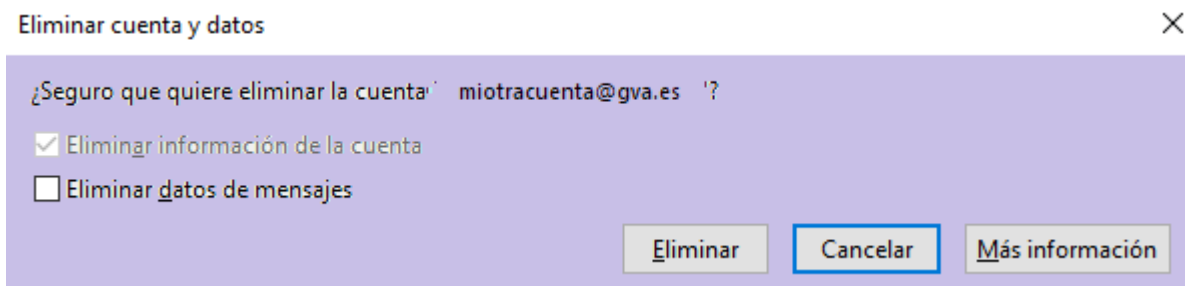 Eliminar cuenta y datos
¿Seguro que quiere eliminar la cuenta' miotracuenta@gva.es '?
Eliminar información de la cuenta
Eliminar datos de mensajes
Eliminar Cancelar Más información